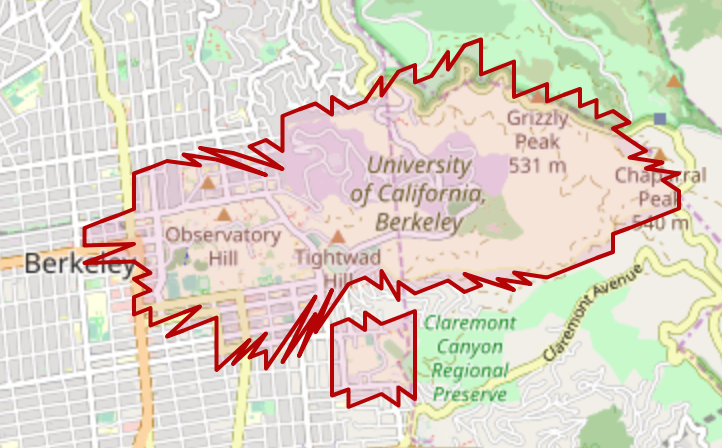 Grizzly
Peak
531 m
University
of California,
Berkeley
Chaparral
Peak
540 m
Observatory
Hill
Tightwad
Hill
Berkeley
Claremont Avenue
Claremont
Canyon
Regional
Preserve